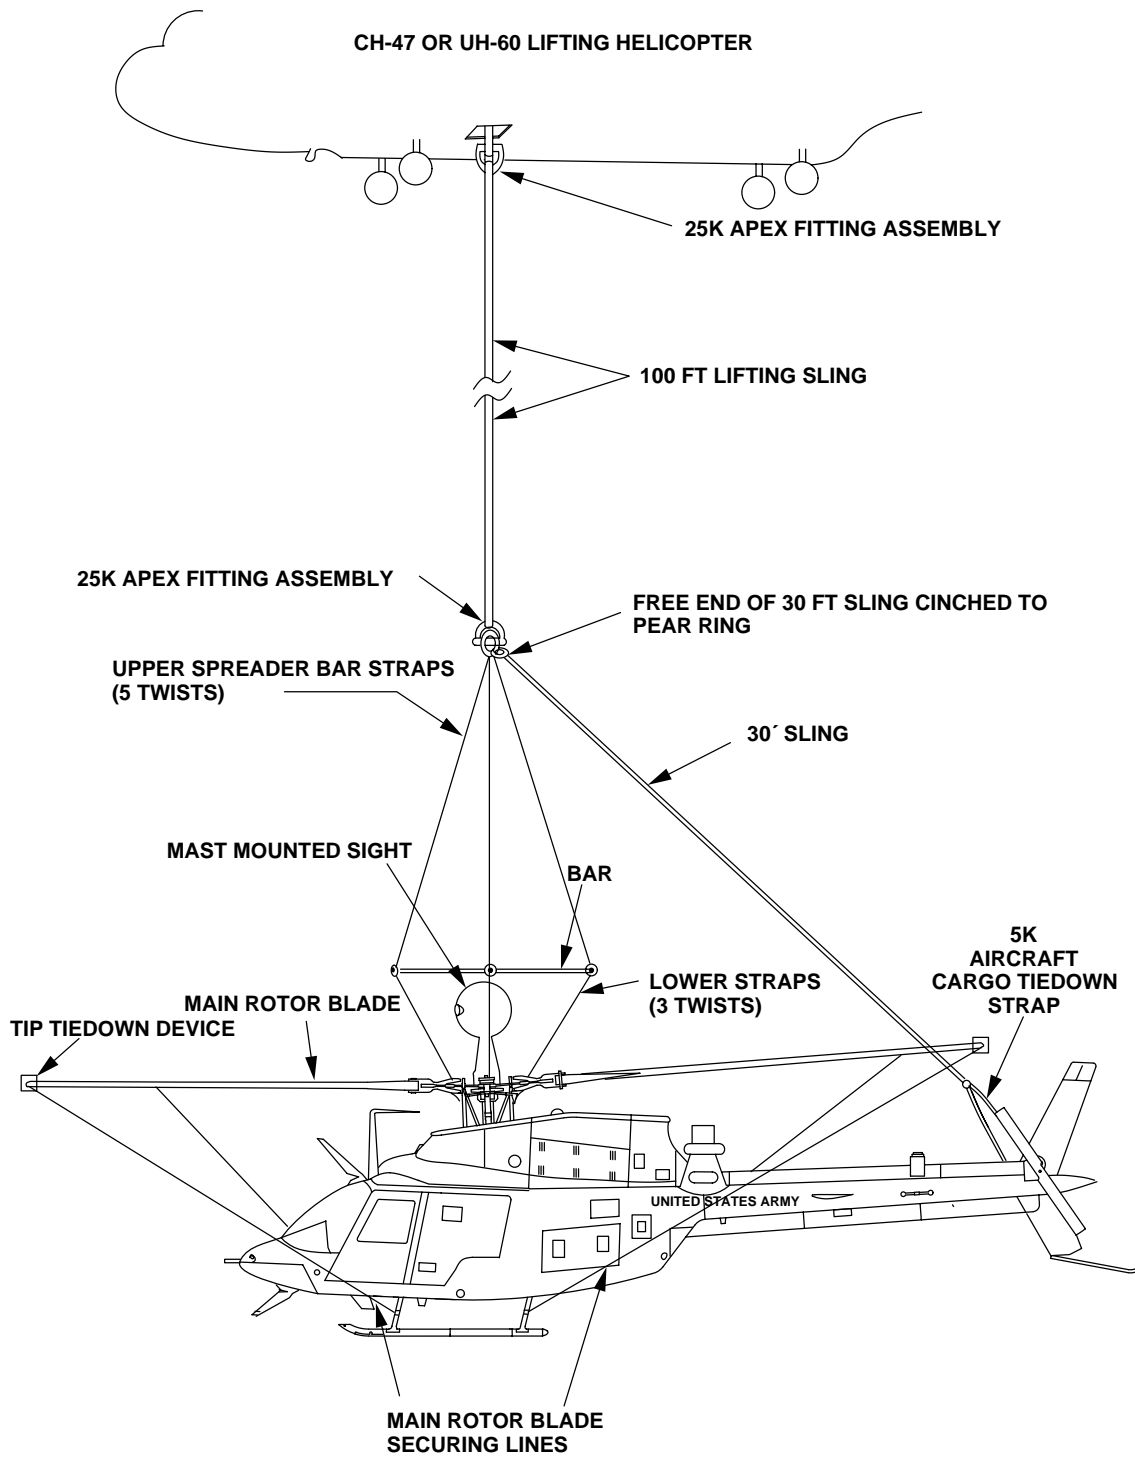 CH-47 OR UH-60 LIFTING HELICOPTER
25K APEX FITTING ASSEMBLY
100 FT LIFTING SLING
25K APEX FITTING ASSEMBLY
FREE END OF 30 FT SLING CINCHED TO
PEAR RING
UPPER SPREADER BAR STRAPS
(5 TWISTS)
30´ SLING
MAST MOUNTED SIGHT
BAR
5K
AIRCRAFT
CARGO TIEDOWN
STRAP
LOWER STRAPS
(3 TWISTS)
MAIN ROTOR BLADE
TIP TIEDOWN DEVICE
UNITED STATES ARMY
MAIN ROTOR BLADE
SECURING LINES